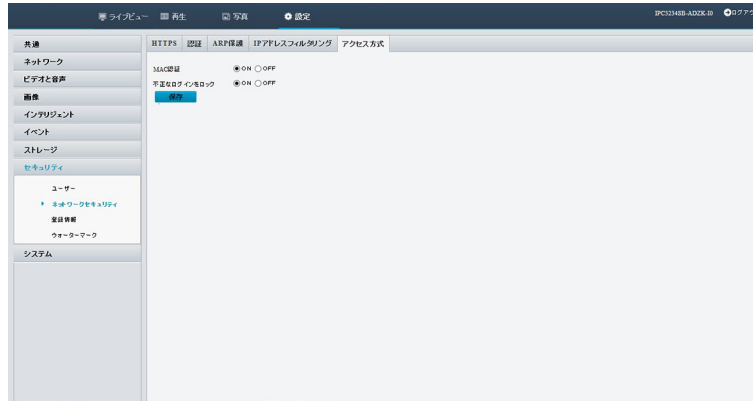 ライブビュー 再生 写真 設定 IPC3234SB-ADZK-I0 ログアウ
共通
ネットワーク
ビデオと音声
画像
インテリジェント
イベント
ストレージ
セキュリティ
ユーザー
ネットワークセキュリティ
登録情報
ウォーターマーク
システム
HTTPS 認証 ARP保護 IPアドレスフィルタリング アクセス方式
MAC認証 ON OFF
不正なログインをロック ON OFF
保存